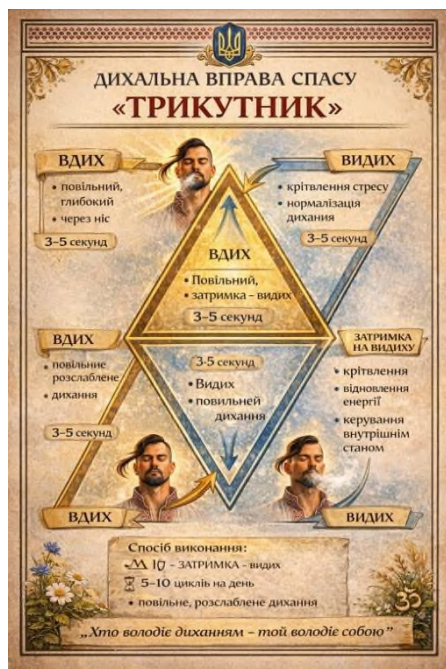 ДИХАЛЬНА ВПРАВА СПАСУ
«ТРИКУТНИК»
ВДИХ
• повільний,
глибокий
• через ніс
3–5 секунд
ВИДИХ
• крітвлення стресу
• нормалізація
дихання
3–5 секунд
ВДИХ
• Повільний,
• затримка – видих
3–5 секунд
ВДИХ
• повільне
розслаблене
• дихання
3–5 секунд
3-5 секунд
• Видих
• повильней
дихання
ЗАТРИМКА
НА ВИДИХУ
• крітвлення
• відновлення
енергії
• керування
внутрішнім
станом
ВДИХ
ВИДИХ
Спосіб виконання:
- ЗАТРИМКА - видих
5–10 циклів на день
• повільне, розслаблене дихання
ॐ
„Хто володіє диханням – той володіє собою”